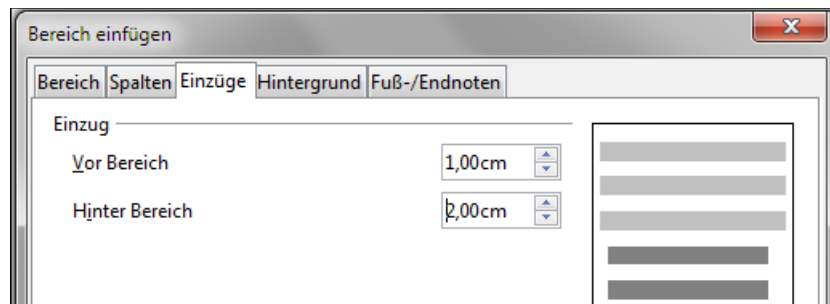 Bereich einfügen
Bereich Spalten Einzüge Hintergrund Fuß-/Endnoten
Einzug
Vor Bereich 1,00cm
Hinter Bereich 2,00cm